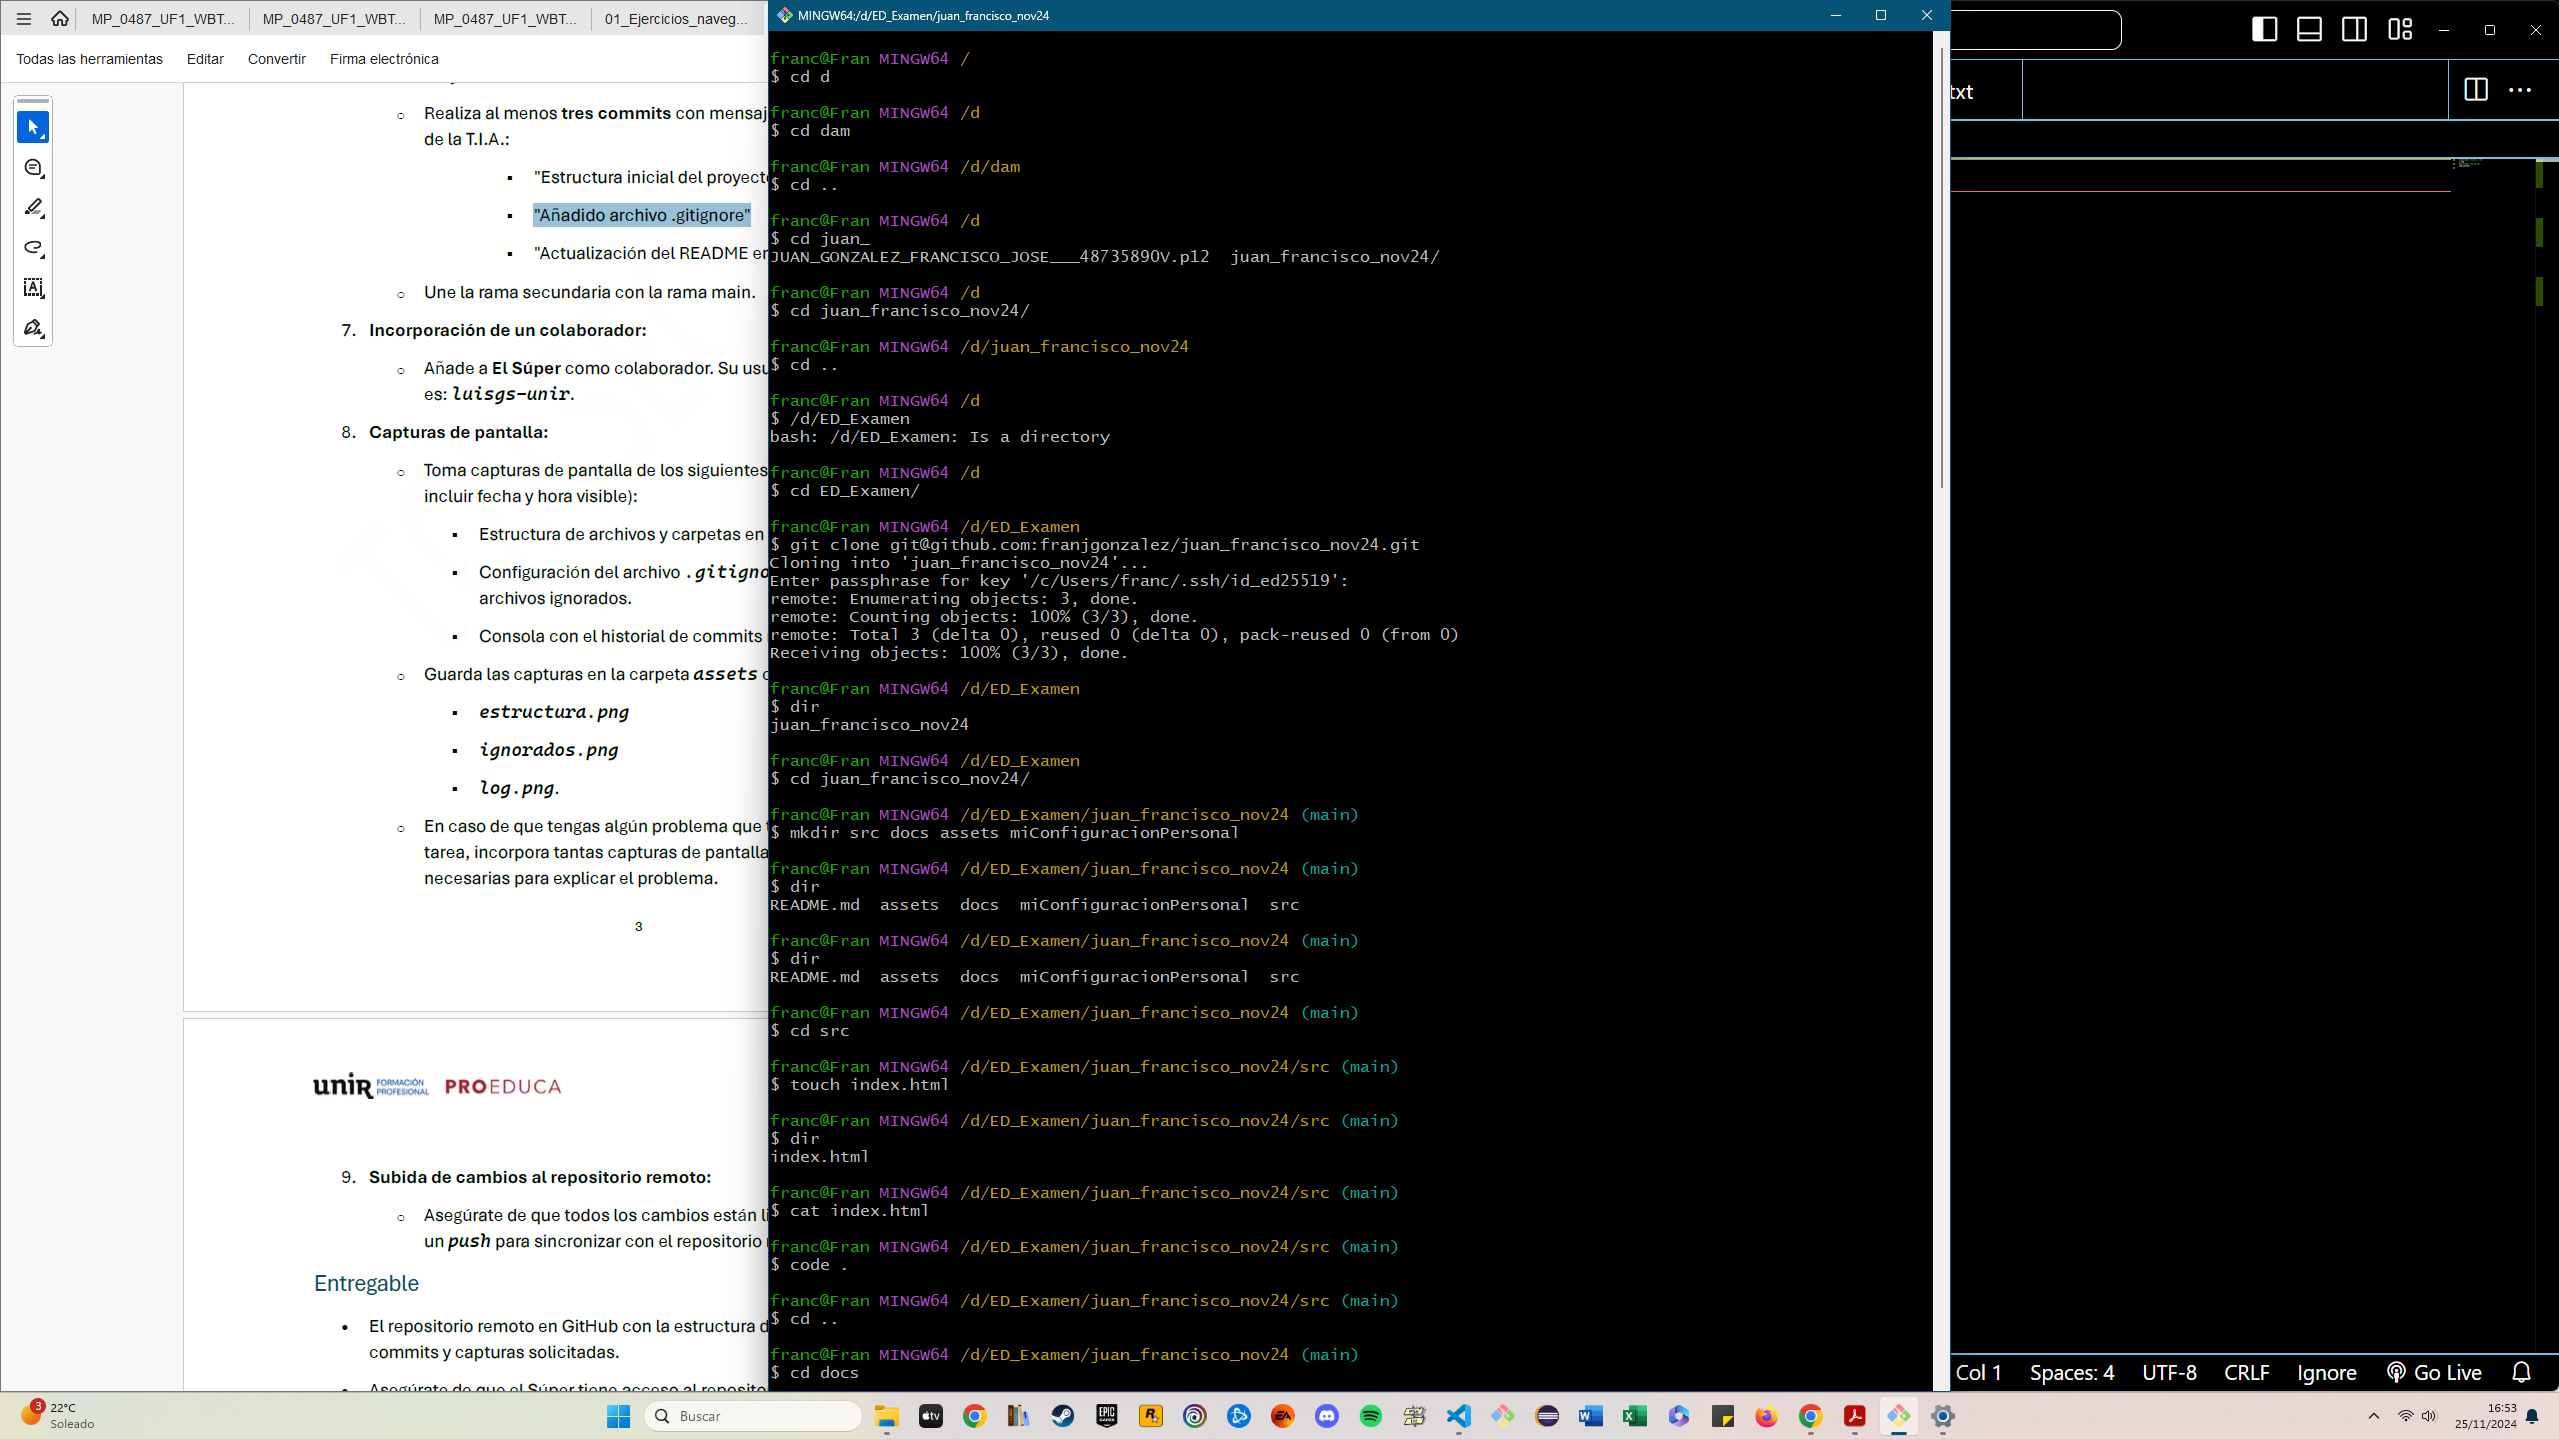 MP_0487_UF1_WBT...
MP_0487_UF1_WBT...
MP_0487_UF1_WBT...
01_Ejercicios_naveg...
Todas las herramientas
Editar
Convertir
Firma electrónica
Realiza al menos tres commits con mensaj
de la T.I.A.:
"Estructura inicial del proyecto
"Añadido archivo .gitignore"
"Actualización del README en
Une la rama secundaria con la rama main.
7. Incorporación de un colaborador:
Añade a El Súper como colaborador. Su usu
es: luisgs-unir.
8. Capturas de pantalla:
Toma capturas de pantalla de los siguientes
incluir fecha y hora visible):
Estructura de archivos y carpetas en
Configuración del archivo .gitigno
archivos ignorados.
Consola con el historial de commits
Guarda las capturas en la carpeta assets
estructura.png
ignorados.png
log.png.
En caso de que tengas algún problema que
tarea, incorpora tantas capturas de pantalla
necesarias para explicar el problema.
3
unir FORMACIÓN PROFESIONAL PROEDUCA
9. Subida de cambios al repositorio remoto:
Asegúrate de que todos los cambios están li
un push para sincronizar con el repositorio
Entregable
El repositorio remoto en GitHub con la estructura d
commits y capturas solicitadas.
Asegúrate de que el Súper tiene acceso al reposito
MINGW64:/d/ED_Examen/juan_francisco_nov24
franc@Fran MINGW64 /
$ cd d
franc@Fran MINGW64 /d
$ cd dam
franc@Fran MINGW64 /d/dam
$ cd ..
franc@Fran MINGW64 /d
$ cd juan_
JUAN_GONZALEZ_FRANCISCO_JOSE___48735890V.p12  juan_francisco_nov24/
franc@Fran MINGW64 /d
$ cd juan_francisco_nov24/
franc@Fran MINGW64 /d/juan_francisco_nov24
$ cd ..
franc@Fran MINGW64 /d
$ /d/ED_Examen
bash: /d/ED_Examen: Is a directory
franc@Fran MINGW64 /d
$ cd ED_Examen/
franc@Fran MINGW64 /d/ED_Examen
$ git clone git@github.com:franjgonzalez/juan_francisco_nov24.git
Cloning into 'juan_francisco_nov24'...
Enter passphrase for key '/c/Users/franc/.ssh/id_ed25519':
remote: Enumerating objects: 3, done.
remote: Counting objects: 100% (3/3), done.
remote: Total 3 (delta 0), reused 0 (delta 0), pack-reused 0 (from 0)
Receiving objects: 100% (3/3), done.
franc@Fran MINGW64 /d/ED_Examen
$ dir
juan_francisco_nov24
franc@Fran MINGW64 /d/ED_Examen
$ cd juan_francisco_nov24/
franc@Fran MINGW64 /d/ED_Examen/juan_francisco_nov24 (main)
$ mkdir src docs assets miConfiguracionPersonal
franc@Fran MINGW64 /d/ED_Examen/juan_francisco_nov24 (main)
$ dir
README.md  assets  docs  miConfiguracionPersonal  src
franc@Fran MINGW64 /d/ED_Examen/juan_francisco_nov24 (main)
$ dir
README.md  assets  docs  miConfiguracionPersonal  src
franc@Fran MINGW64 /d/ED_Examen/juan_francisco_nov24 (main)
$ cd src
franc@Fran MINGW64 /d/ED_Examen/juan_francisco_nov24/src (main)
$ touch index.html
franc@Fran MINGW64 /d/ED_Examen/juan_francisco_nov24/src (main)
$ dir
index.html
franc@Fran MINGW64 /d/ED_Examen/juan_francisco_nov24/src (main)
$ cat index.html
franc@Fran MINGW64 /d/ED_Examen/juan_francisco_nov24/src (main)
$ code .
franc@Fran MINGW64 /d/ED_Examen/juan_francisco_nov24/src (main)
$ cd ..
franc@Fran MINGW64 /d/ED_Examen/juan_francisco_nov24 (main)
$ cd docs
txt
Col 1
Spaces: 4
UTF-8
CRLF
Ignore
Go Live
3
22°C
Soleado
Buscar
16:53
25/11/2024